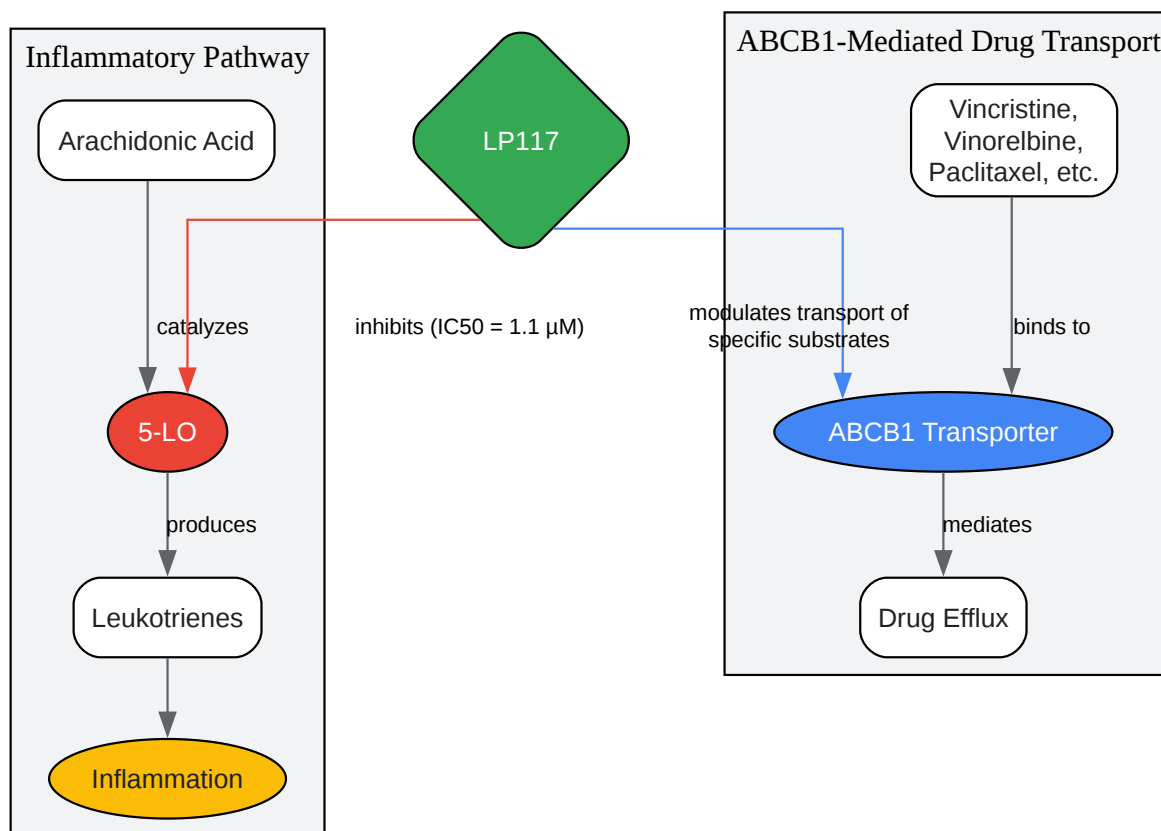 Inflammatory Pathway
Arachidonic Acid
catalyzes
5-LO
produces
Leukotrienes
Inflammation
LP117
inhibits (IC50 = 1.1 µM)
modulates transport of
specific substrates
ABCB1-Mediated Drug Transport
Vincristine,
Vinorelbine,
Paclitaxel, etc.
binds to
ABCB1 Transporter
mediates
Drug Efflux